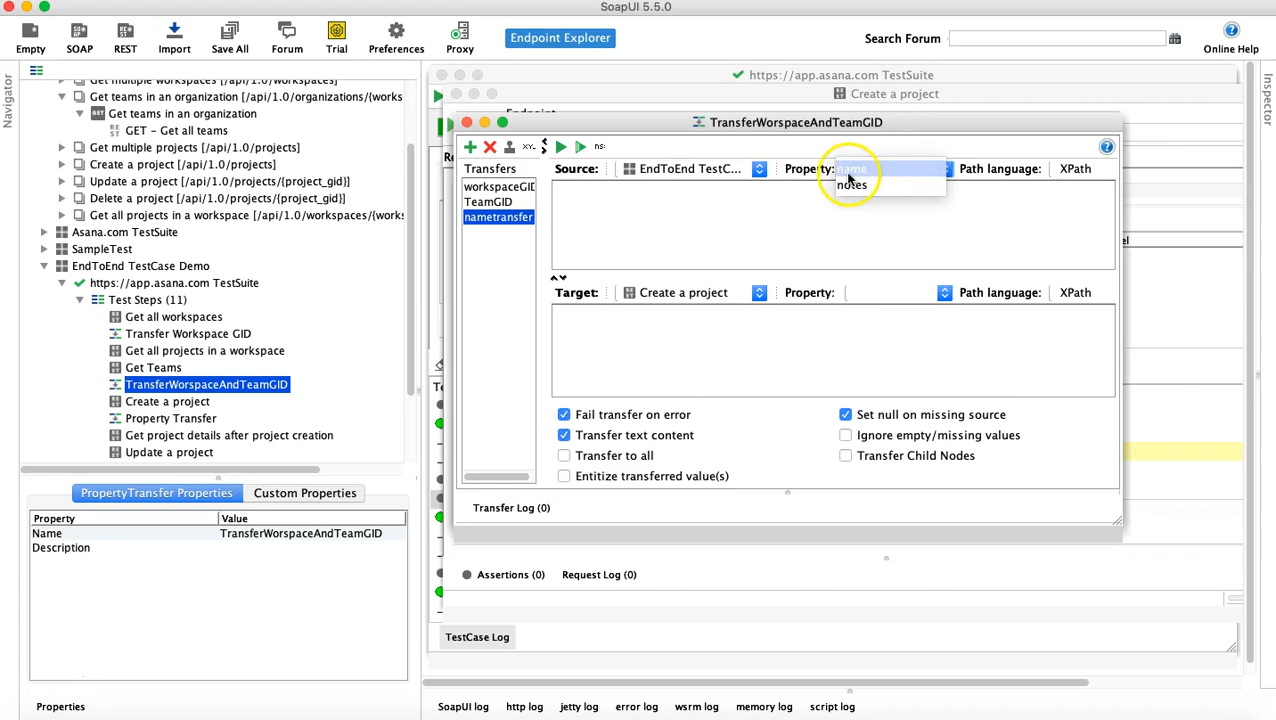 SoapUI 5.5.0
Empty SOAP REST Import Save All Forum Trial Preferences Proxy
Endpoint Explorer
Search Forum
Online Help
Navigator
Inspector
Get multiple workspaces [/api/1.0/workspaces]
Get teams in an organization [/api/1.0/organizations/{works
Get teams in an organization
GET - Get all teams
Get multiple projects [/api/1.0/projects]
Create a project [/api/1.0/projects]
Update a project [/api/1.0/projects/{project_gid}]
Delete a project [/api/1.0/projects/{project_gid}]
Get all projects in a workspace [/api/1.0/workspaces/{works
Asana.com TestSuite
SampleTest
EndToEnd TestCase Demo
https://app.asana.com TestSuite
Test Steps (11)
Get all workspaces
Transfer Workspace GID
Get all projects in a workspace
Get Teams
TransferWorspaceAndTeamGID
Create a project
Property Transfer
Get project details after project creation
Update a project
PropertyTransfer Properties Custom Properties
Property Value
Name TransferWorspaceAndTeamGID
Description
Properties
https://app.asana.com TestSuite
Create a project
TransferWorspaceAndTeamGID
Transfers
workspaceGID
TeamGID
nametransfer
Source: EndToEnd TestC... Property: name Path language: XPath
notes
Target: Create a project Property: Path language: XPath
Fail transfer on error Set null on missing source
Transfer text content Ignore empty/missing values
Transfer to all Transfer Child Nodes
Entitize transferred value(s)
Transfer Log (0)
Assertions (0) Request Log (0)
TestCase Log
SoapUI log http log jetty log error log wsrm log memory log script log